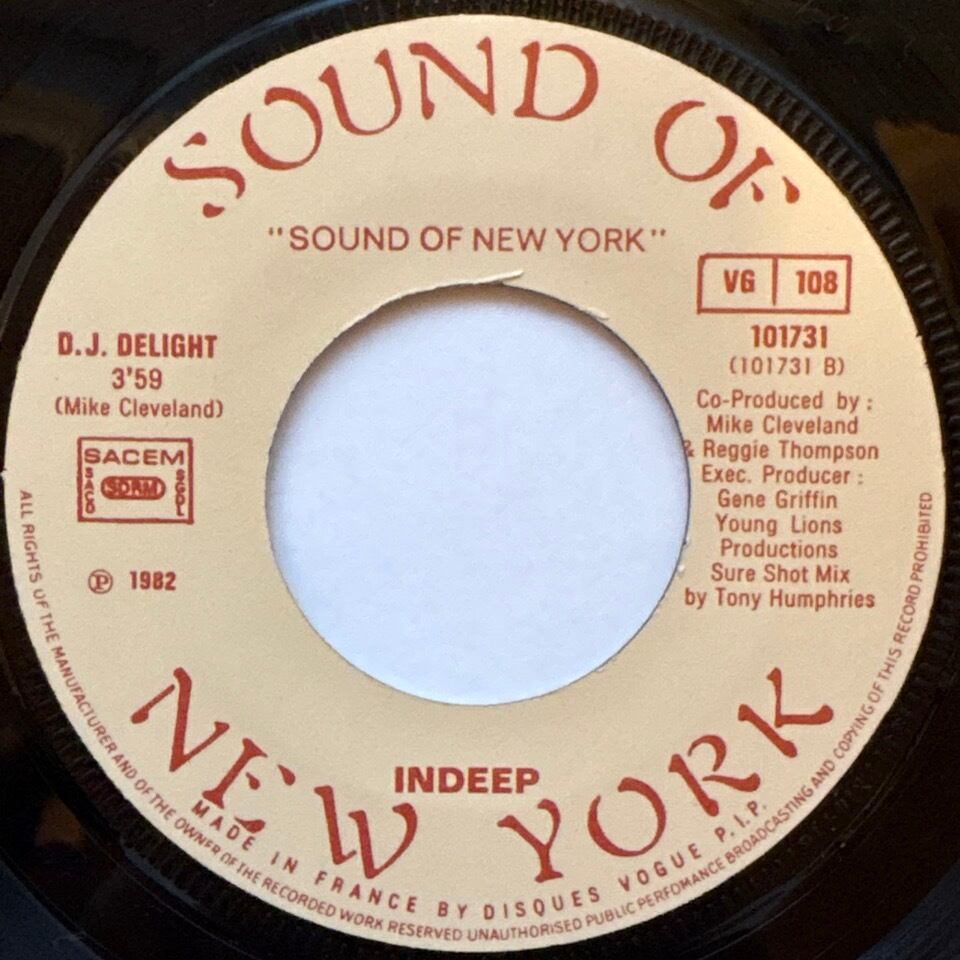 SOUND OF
"SOUND OF NEW YORK"
VG 108
101731
(101731 B)
D.J. DELIGHT
3'59
(Mike Cleveland)
SACEM
SACD
SDRM
SGDL
℗ 1982
Co-Produced by :
Mike Cleveland
& Reggie Thompson
Exec. Producer :
Gene Griffin
Young Lions
Productions
Sure Shot Mix
by Tony Humphries
INDEEP
NEW YORK
MADE IN FRANCE BY DISQUES VOGUE P.I.P.
ALL RIGHTS OF THE MANUFACTURER AND OF THE OWNER OF THE RECORDED WORK RESERVED UNAUTHORISED PUBLIC PERFOMANCE BROADCASTING AND COPYING OF THIS RECORD PROHIBITED